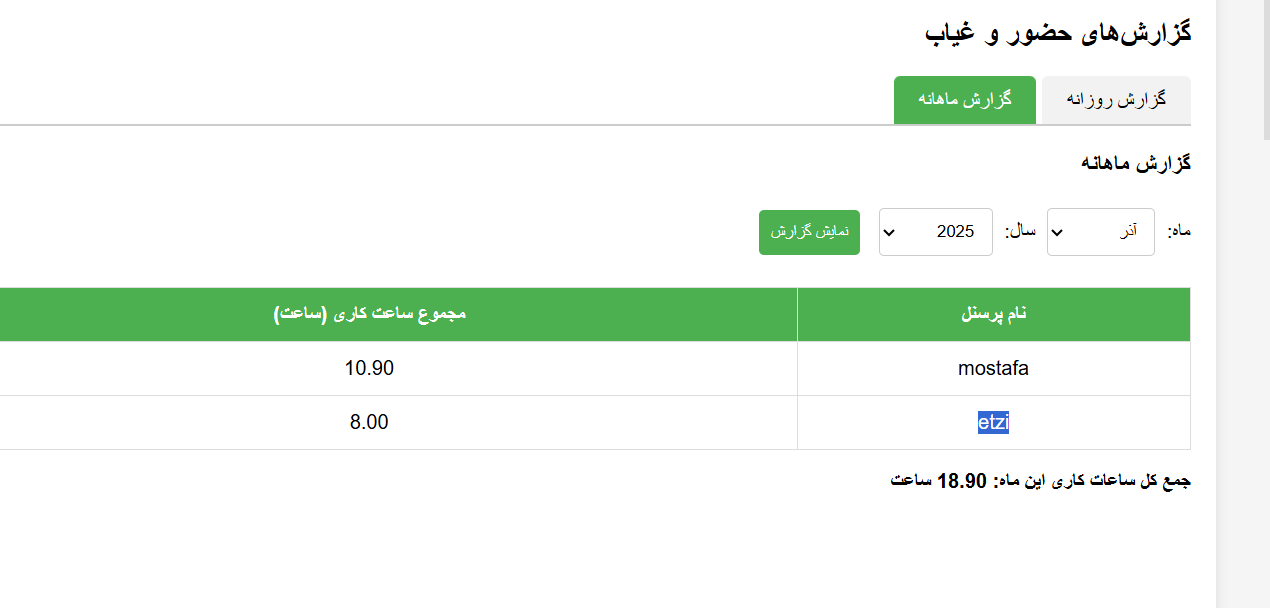 گزارش‌های حضور و غیاب
گزارش روزانه گزارش ماهانه
گزارش ماهانه
ماه: آذر سال: 2025 نمایش گزارش
نام پرسنل مجموع ساعت کاری (ساعت)
mostafa 10.90
etzi 8.00
جمع کل ساعات کاری این ماه: 18.90 ساعت